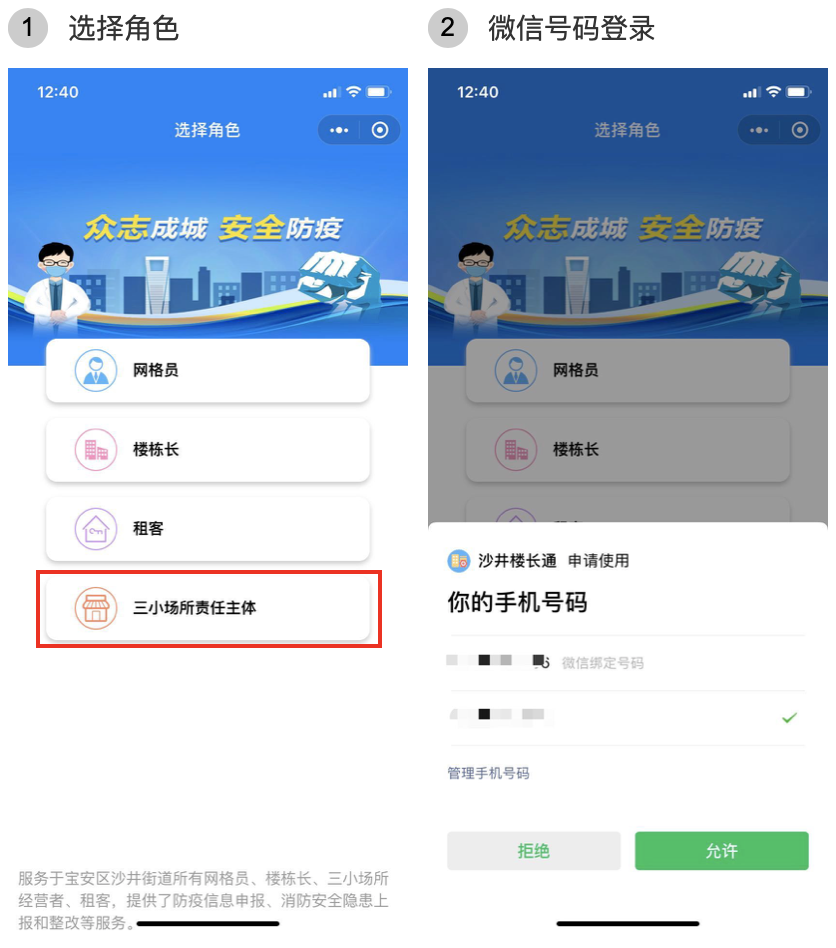 1 选择角色
12:40
选择角色
众志成城 安全防疫
网格员
楼栋长
租客
三小场所责任主体
服务于宝安区沙井街道所有网格员、楼栋长、三小场所
经营者、租客，提供了防疫信息申报、消防安全隐患上
报和整改等服务。
2 微信号码登录
12:40
选择角色
众志成城 安全防疫
网格员
楼栋长
沙井楼长通 申请使用
你的手机号码
6 微信绑定号码
管理手机号码
拒绝
允许